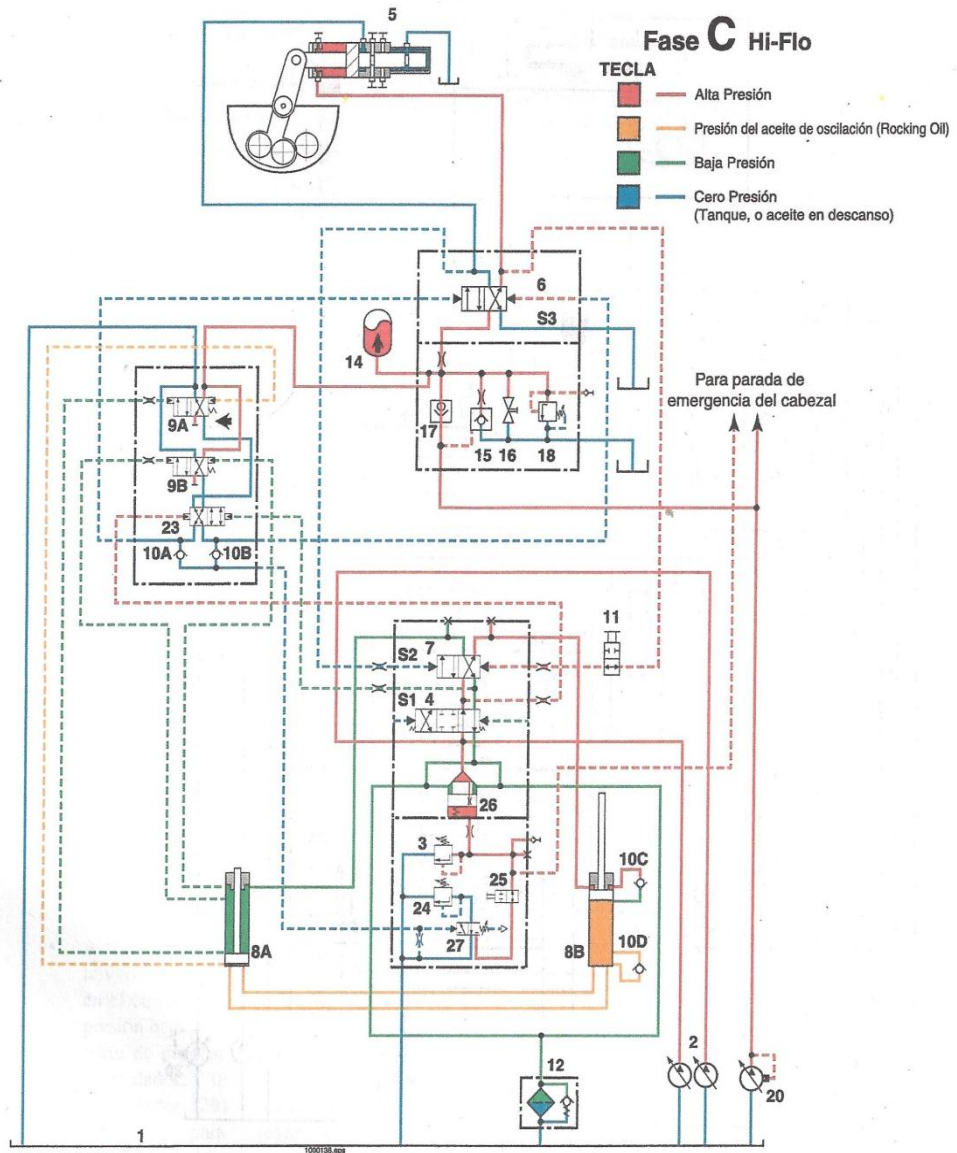 5
Fase C Hi-Flo
TECLA
Alta Presión
Presión del aceite de oscilación (Rocking Oil)
Baja Presión
Cero Presión
(Tanque, o aceite en descanso)
6
S3
14
Para parada de
emergencia del cabezal
17
15
16
18
9A
9B
23
10A
10B
11
S2
7
S1
4
26
3
25
10C
24
10D
27
8A
8B
2
12
20
1
1000138.eps